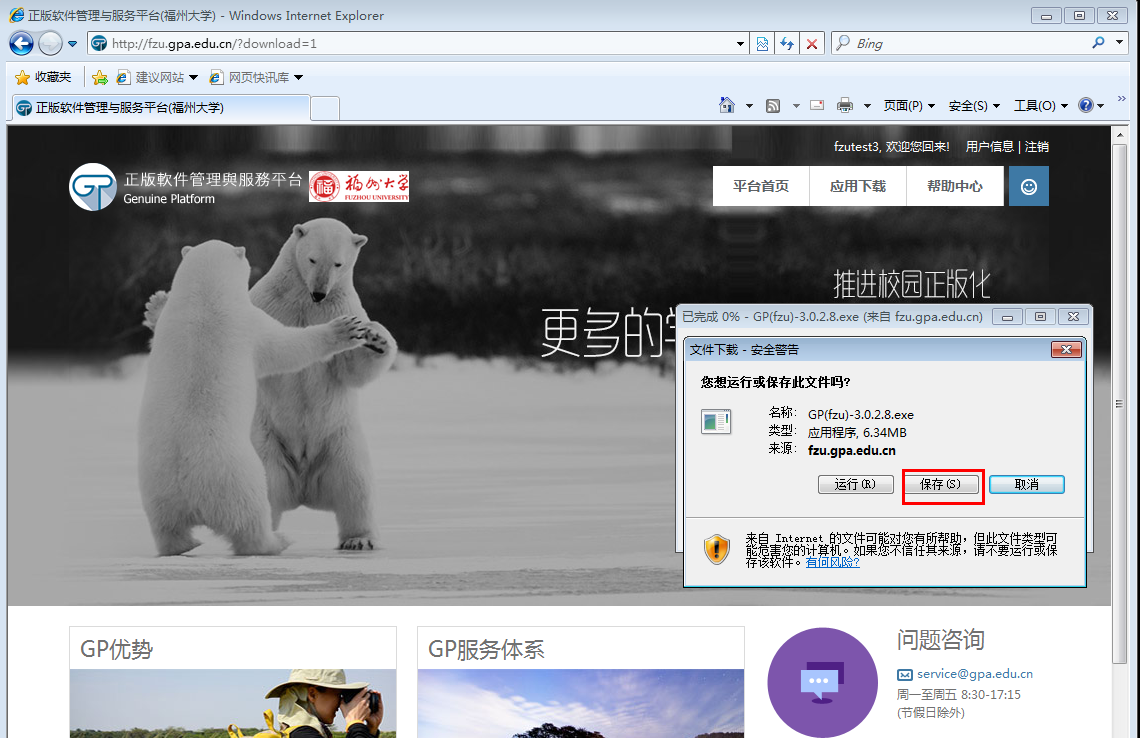 正版软件管理与服务平台(福州大学) - Windows Internet Explorer
http://fzu.gpa.edu.cn/?download=1
Bing
收藏夹
建议网站
网页快讯库
正版软件管理与服务平台(福州大学)
页面(P)
安全(S)
工具(O)
fzutest3, 欢迎您回来!
用户信息 | 注销
正版軟件管理與服務平台
Genuine Platform
福州大学
FUZHOU UNIVERSITY
平台首页
应用下载
帮助中心
推进校园正版化
更多的学
已完成 0% - GP(fzu)-3.0.2.8.exe (来自 fzu.gpa.edu.cn)
文件下载 - 安全警告
您想运行或保存此文件吗?
名称: GP(fzu)-3.0.2.8.exe
类型: 应用程序, 6.34MB
来源: fzu.gpa.edu.cn
运行(R)
保存(S)
取消
来自 Internet 的文件可能对您有所帮助，但此文件类型可
能危害您的计算机。如果您不信任其来源，请不要运行或保
存该软件。有何风险?
GP优势
GP服务体系
问题咨询
service@gpa.edu.cn
周一至周五 8:30-17:15
(节假日除外)